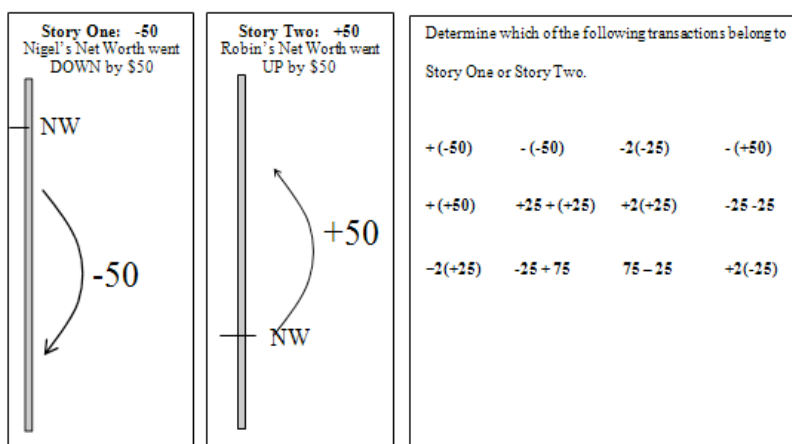 Story One: -50
Nigel's Net Worth went
DOWN by $50
NW
-50
Story Two: +50
Robin's Net Worth went
UP by $50
+50
NW
Determine which of the following transactions belong to
Story One or Story Two.
+ (-50) - (-50) -2(-25) - (+50)
+ (+50) +25 + (+25) +2(+25) -25 -25
−2(+25) -25 + 75 75 – 25 +2(-25)